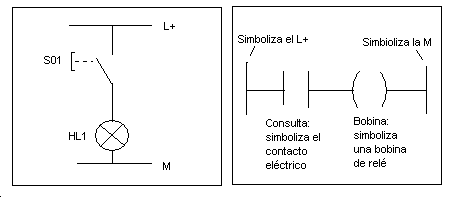 L+
S01
HL1
M
Simboliza el L+
Simbioliza la M
Consulta:
simboliza el
contacto
eléctrico
Bobina:
simboliza
una bobina
de relé